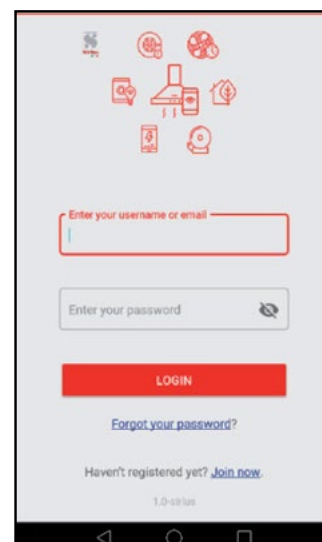 Enter your username or email
Enter your password
LOGIN
Forgot your password?
Haven't registered yet? Join now.
1.0-sirius